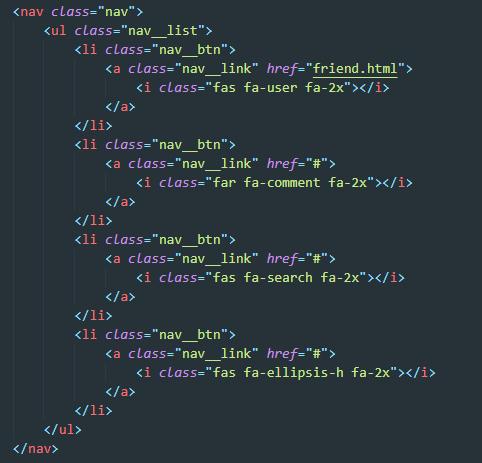 <nav class="nav">
    <ul class="nav__list">
        <li class="nav__btn">
            <a class="nav__link" href="friend.html">
                <i class="fas fa-user fa-2x"></i>
            </a>
        </li>
        <li class="nav__btn">
            <a class="nav__link" href="#">
                <i class="far fa-comment fa-2x"></i>
            </a>
        </li>
        <li class="nav__btn">
            <a class="nav__link" href="#">
                <i class="fas fa-search fa-2x"></i>
            </a>
        </li>
        <li class="nav__btn">
            <a class="nav__link" href="#">
                <i class="fas fa-ellipsis-h fa-2x"></i>
            </a>
        </li>
    </ul>
</nav>